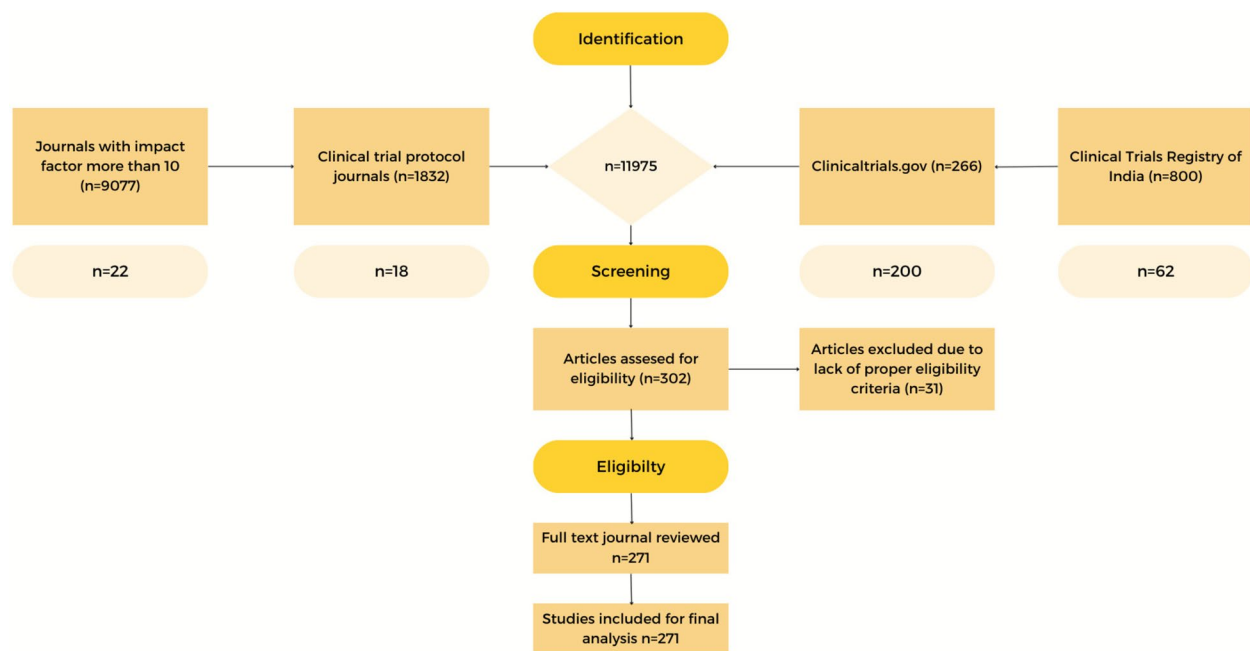 Identification
Journals with impact
factor more than 10
(n=9077)
Clinical trial protocol
journals (n=1832)
n=11975
Clinicaltrials.gov (n=266)
Clinical Trials Registry of
India (n=800)
n=22
n=18
Screening
n=200
n=62
Articles assesed for
eligibility (n=302)
Articles excluded due to
lack of proper eligibility
criteria (n=31)
Eligibilty
Full text journal reviewed
n=271
Studies included for final
analysis n=271